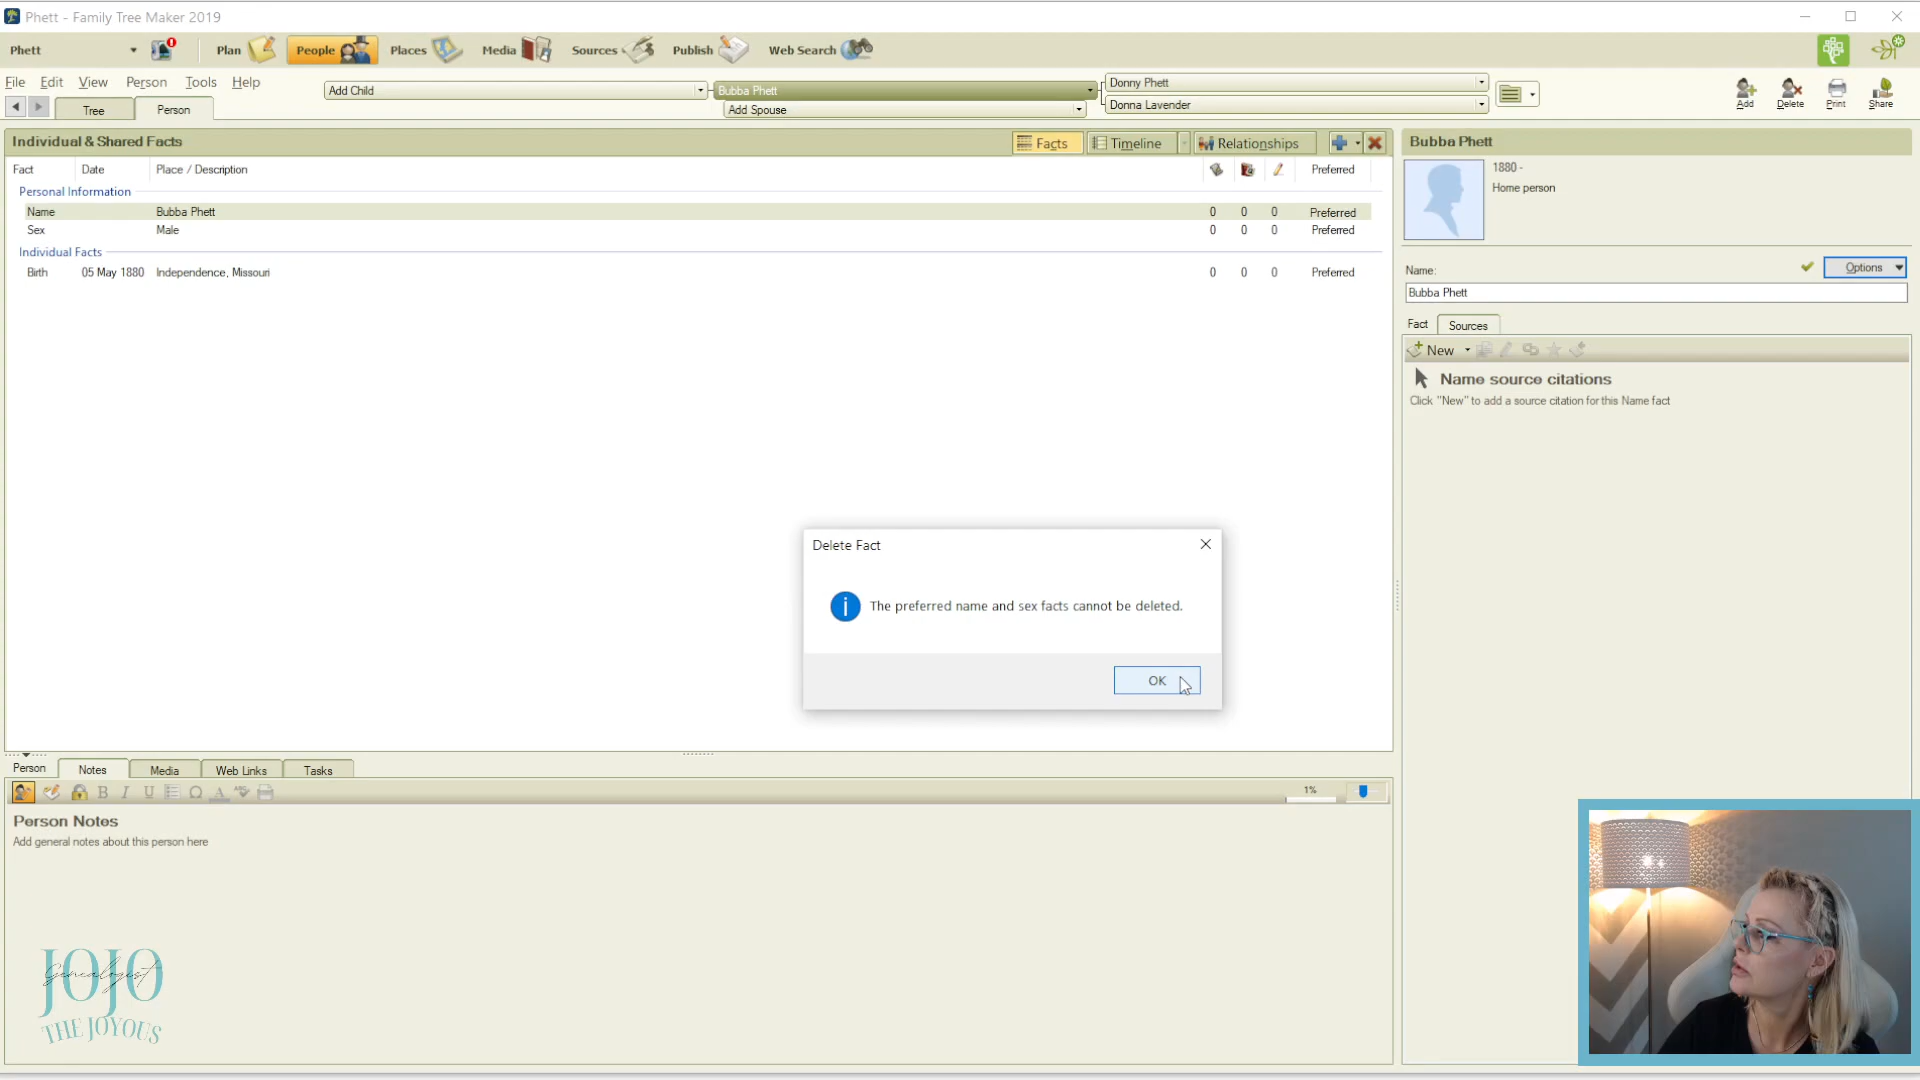 Phett - Family Tree Maker 2019
Phett Plan People Places Media Sources Publish Web Search
File Edit View Person Tools Help
Add Child Bubba Phett Donny Phett
Add Spouse Donna Lavender
Add Delete Print Share
Tree Person
Individual & Shared Facts Facts Timeline Relationships
Fact Date Place / Description Preferred
Personal Information
Name Bubba Phett 0 0 0 Preferred
Sex Male 0 0 0 Preferred
Individual Facts
Birth 05 May 1880 Independence, Missouri 0 0 0 Preferred
Bubba Phett
1880 -
Home person
Name: Options
Bubba Phett
Fact Sources
New
Name source citations
Click "New" to add a source citation for this Name fact
Delete Fact
The preferred name and sex facts cannot be deleted.
OK
Person Notes Media Web Links Tasks
B I U Ω A ABC 1%
Person Notes
Add general notes about this person here
JOJO
Genealogist
THE JOYOUS